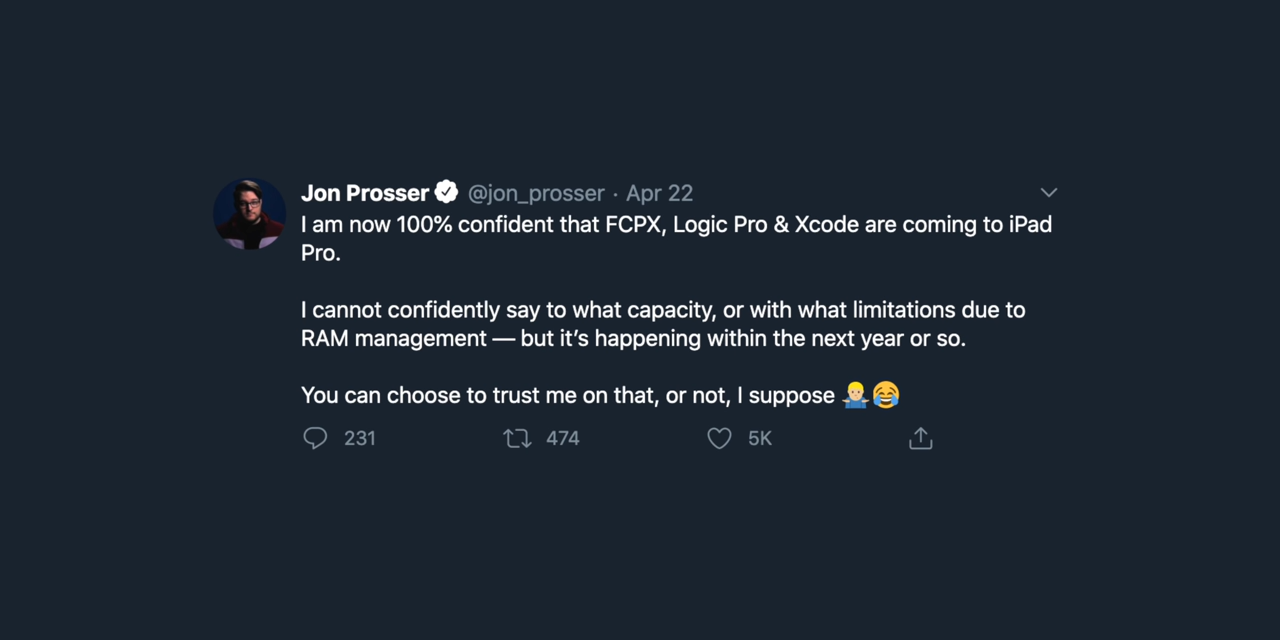 Jon Prosser @jon_prosser · Apr 22
I am now 100% confident that FCPX, Logic Pro & Xcode are coming to iPad
Pro.
I cannot confidently say to what capacity, or with what limitations due to
RAM management — but it’s happening within the next year or so.
You can choose to trust me on that, or not, I suppose 🤷🏼‍♂️😂
231 474 5K